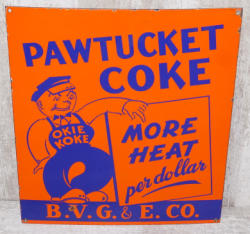 PAWTUCKET
COKE
OKIE
KOKE
MORE
HEAT
per dollar
B.V.G. & E. CO.